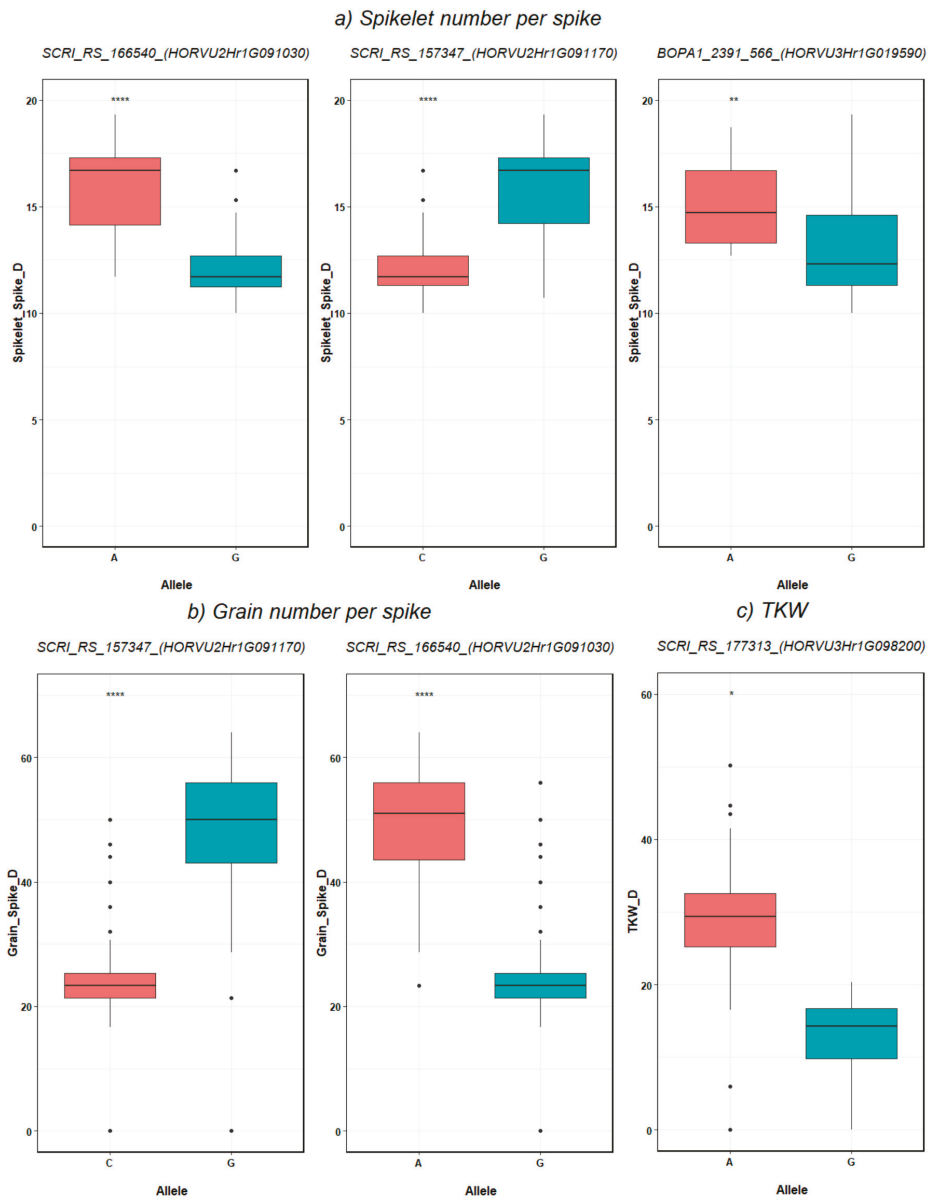 a) Spikelet number per spike
SCRI_RS_166540_(HORVU2Hr1G091030)
SCRI_RS_157347_(HORVU2Hr1G091170)
BOPA1_2391_566_(HORVU3Hr1G019590)
Spikelet_Spike_D
20
15
10
5
0
****
A
G
Allele
Spikelet_Spike_D
20
15
10
5
0
****
C
G
Allele
Spikelet_Spike_D
20
15
10
5
0
**
A
G
Allele
b) Grain number per spike
c) TKW
SCRI_RS_157347_(HORVU2Hr1G091170)
SCRI_RS_166540_(HORVU2Hr1G091030)
SCRI_RS_177313_(HORVU3Hr1G098200)
Grain_Spike_D
60
40
20
0
****
C
G
Allele
Grain_Spike_D
60
40
20
0
****
A
G
Allele
TKW_D
60
40
20
0
*
A
G
Allele